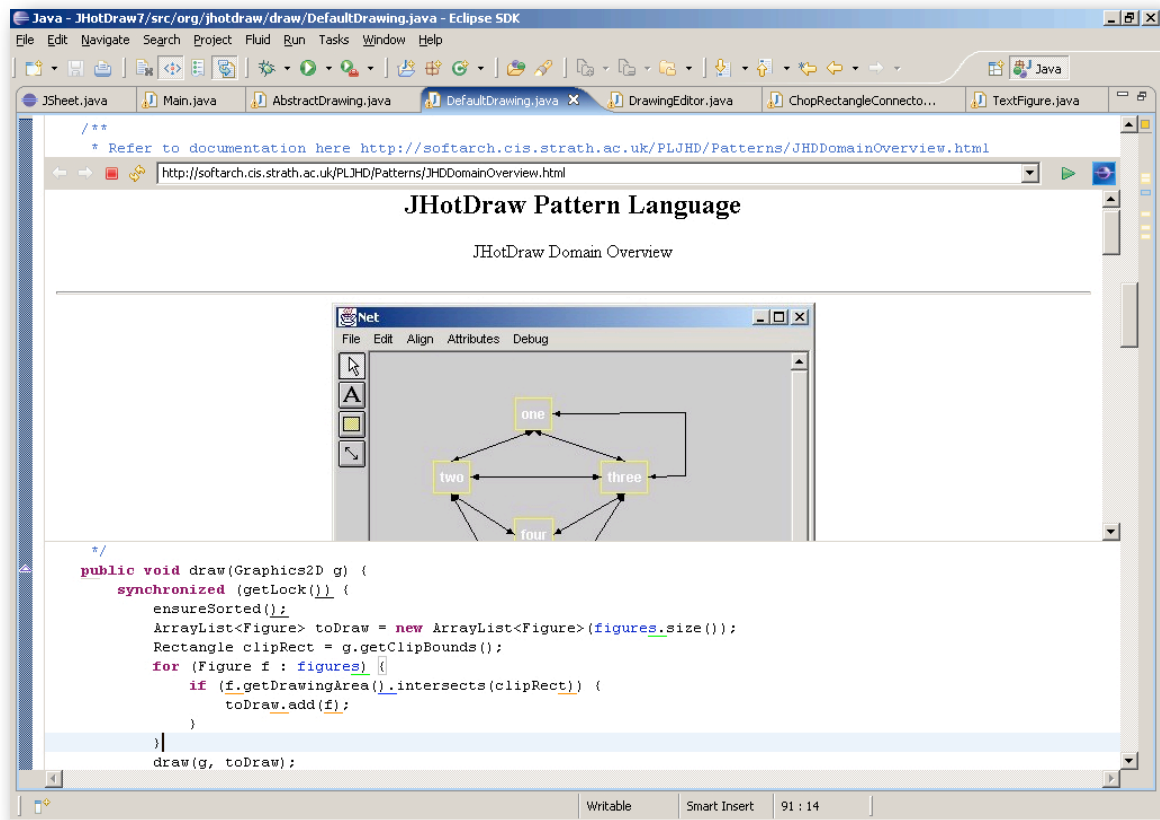 Java - JHotDraw7/src/org/jhotdraw/draw/DefaultDrawing.java - Eclipse SDK
File Edit Navigate Search Project Fluid Run Tasks Window Help
Java
JSheet.java Main.java AbstractDrawing.java DefaultDrawing.java DrawingEditor.java ChopRectangleConnecto... TextFigure.java
/**
* Refer to documentation here http://softarch.cis.strath.ac.uk/PLJHD/Patterns/JHDDomainOverview.html
http://softarch.cis.strath.ac.uk/PLJHD/Patterns/JHDDomainOverview.html
JHotDraw Pattern Language
JHotDraw Domain Overview
Net
File Edit Align Attributes Debug
A
one
two three
four
*/
public void draw(Graphics2D g) {
synchronized (getLock()) {
ensureSorted();
ArrayList<Figure> toDraw = new ArrayList<Figure>(figures.size());
Rectangle clipRect = g.getClipBounds();
for (Figure f : figures) {
if (f.getDrawingArea().intersects(clipRect)) {
toDraw.add(f);
}
}
draw(g, toDraw);
Writable Smart Insert 91 : 14